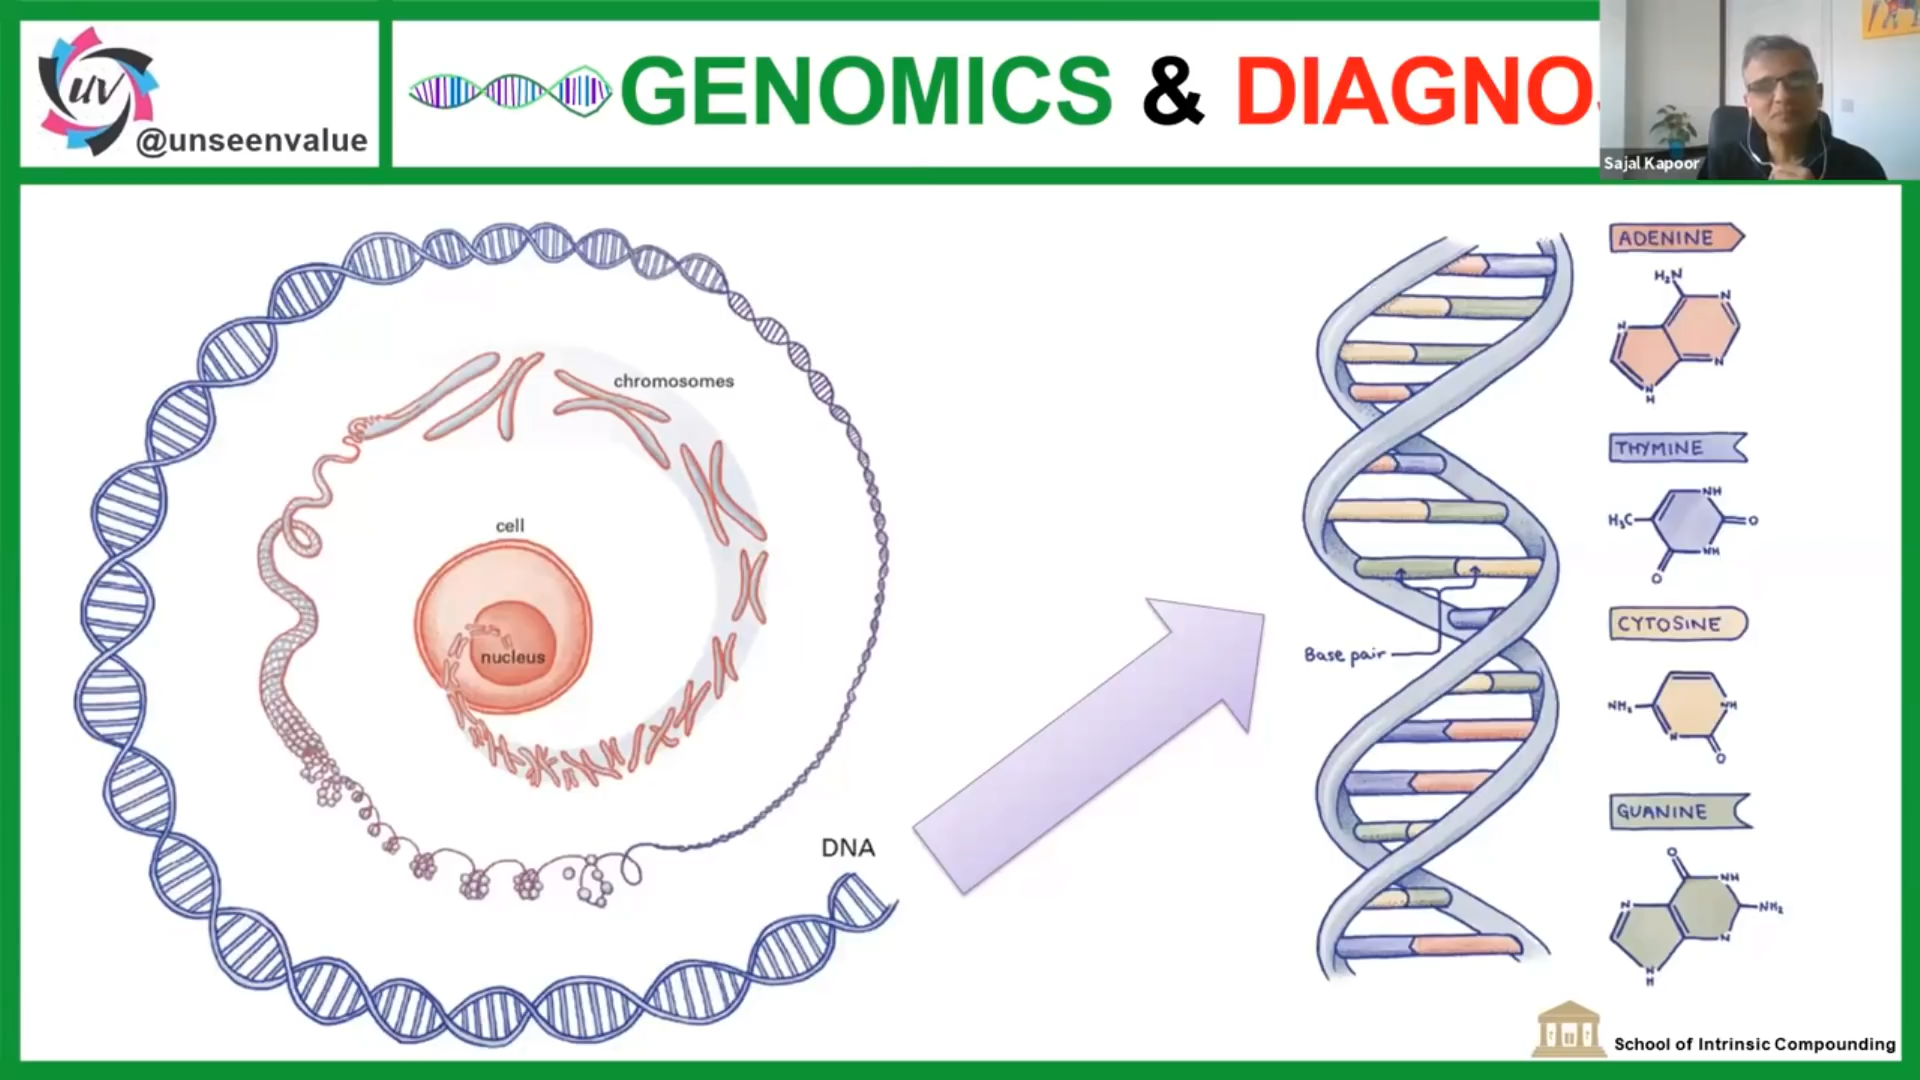 uv
@unseenvalue
GENOMICS & DIAGNO
Sajal Kapoor
chromosomes
cell
nucleus
DNA
Base pair
ADENINE
H₂N
N
N
N
N
H
THYMINE
NH
H₃C
O
NH
O
CYTOSINE
NH₂
NH
N
O
GUANINE
O
NH
N
NH₂
N
N
H
School of Intrinsic Compounding